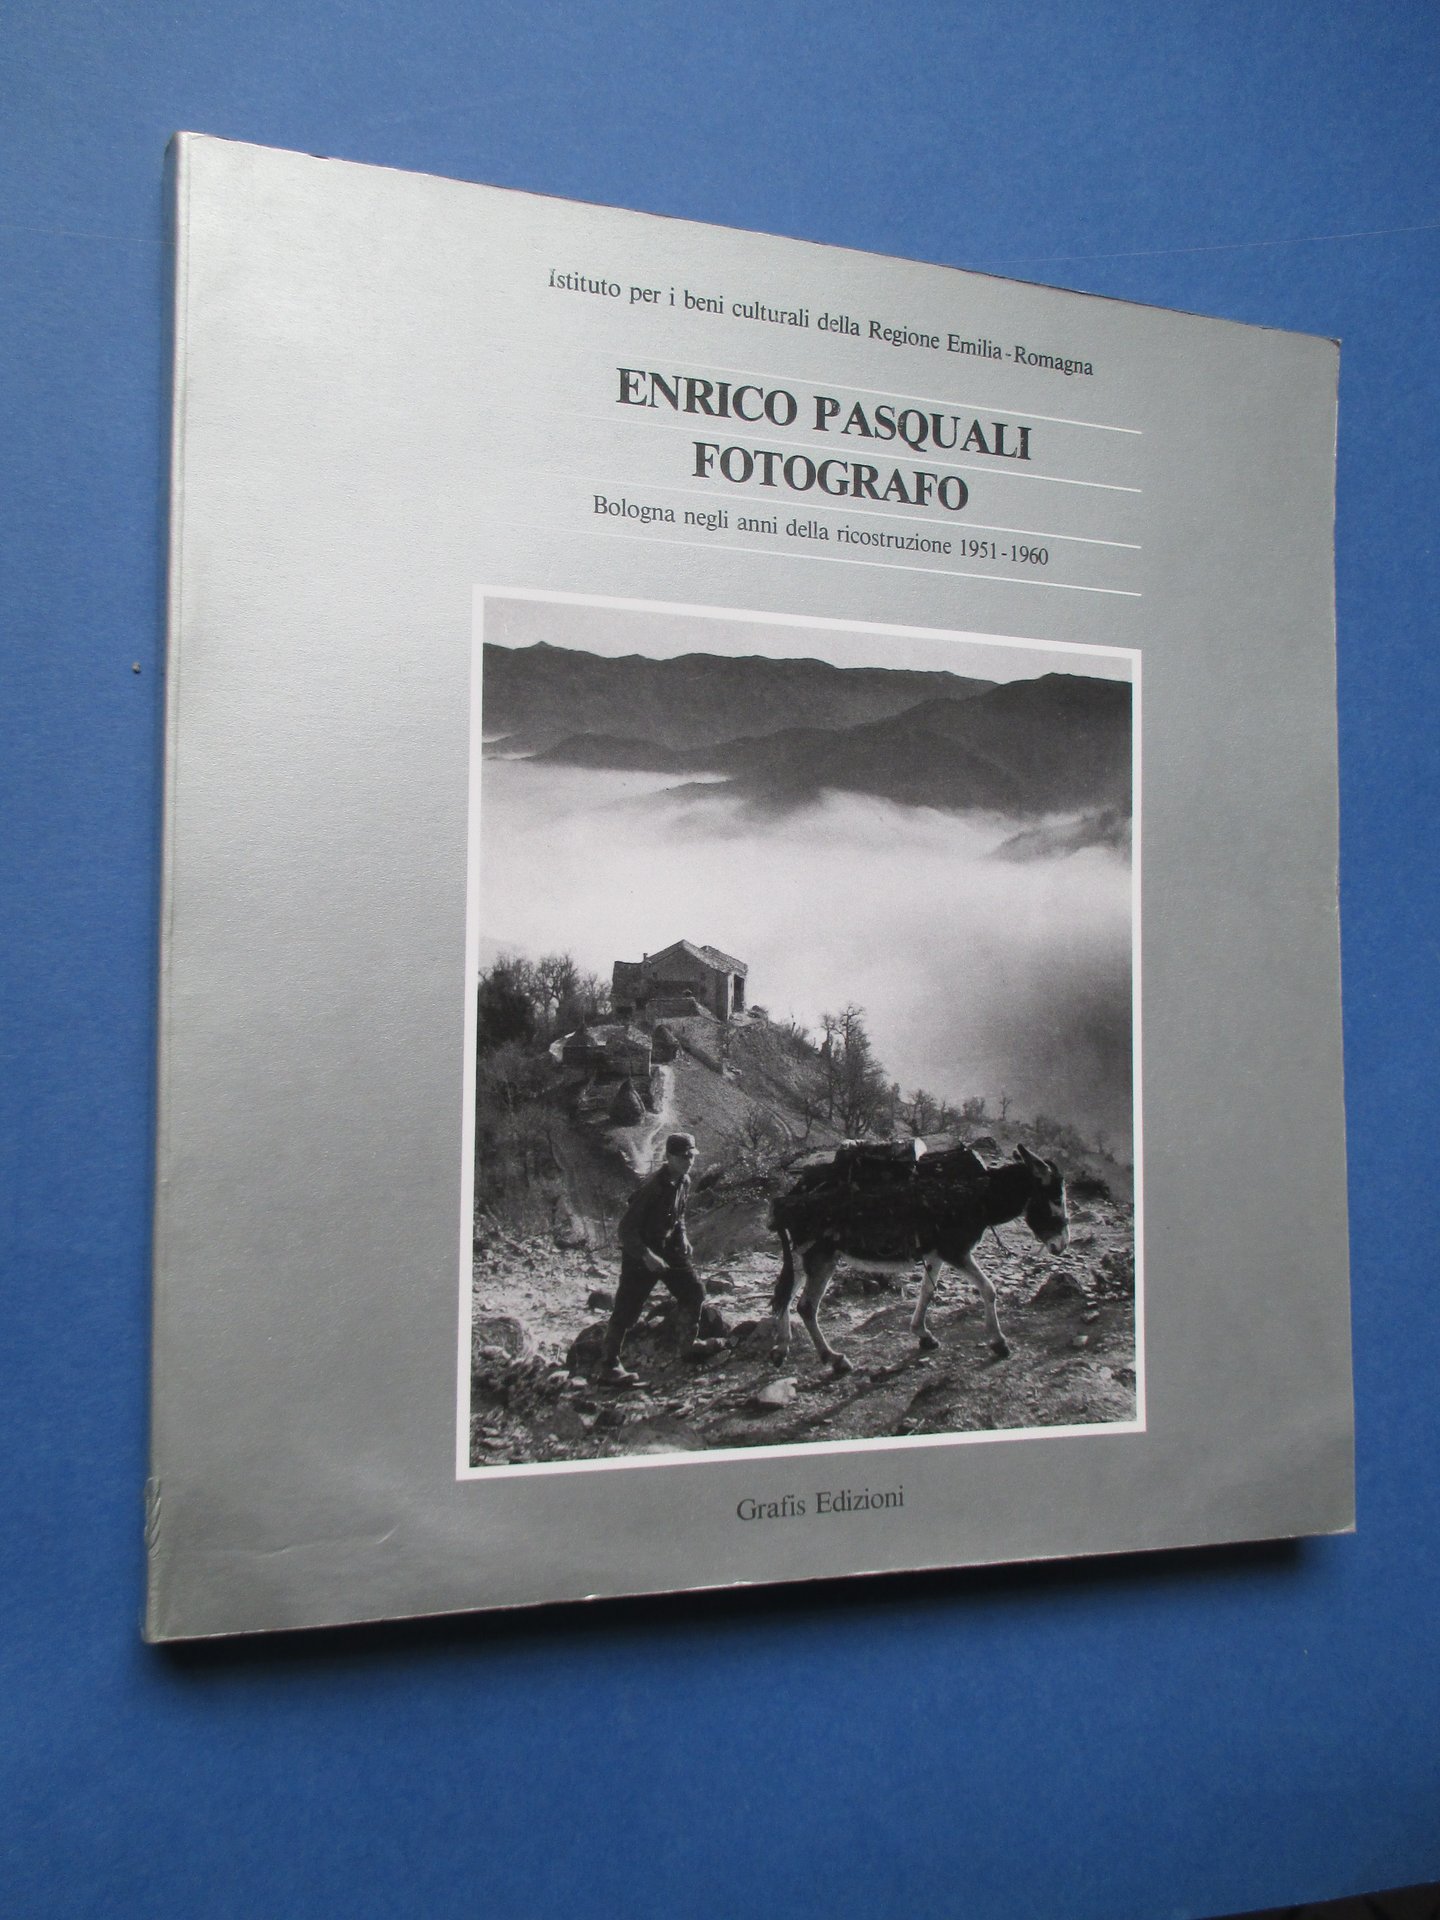 Istituto per i beni culturali della Regione Emilia-Romagna
ENRICO PASQUALI
FOTOGRAFO
Bologna negli anni della ricostruzione 1951-1960
Grafis Edizioni